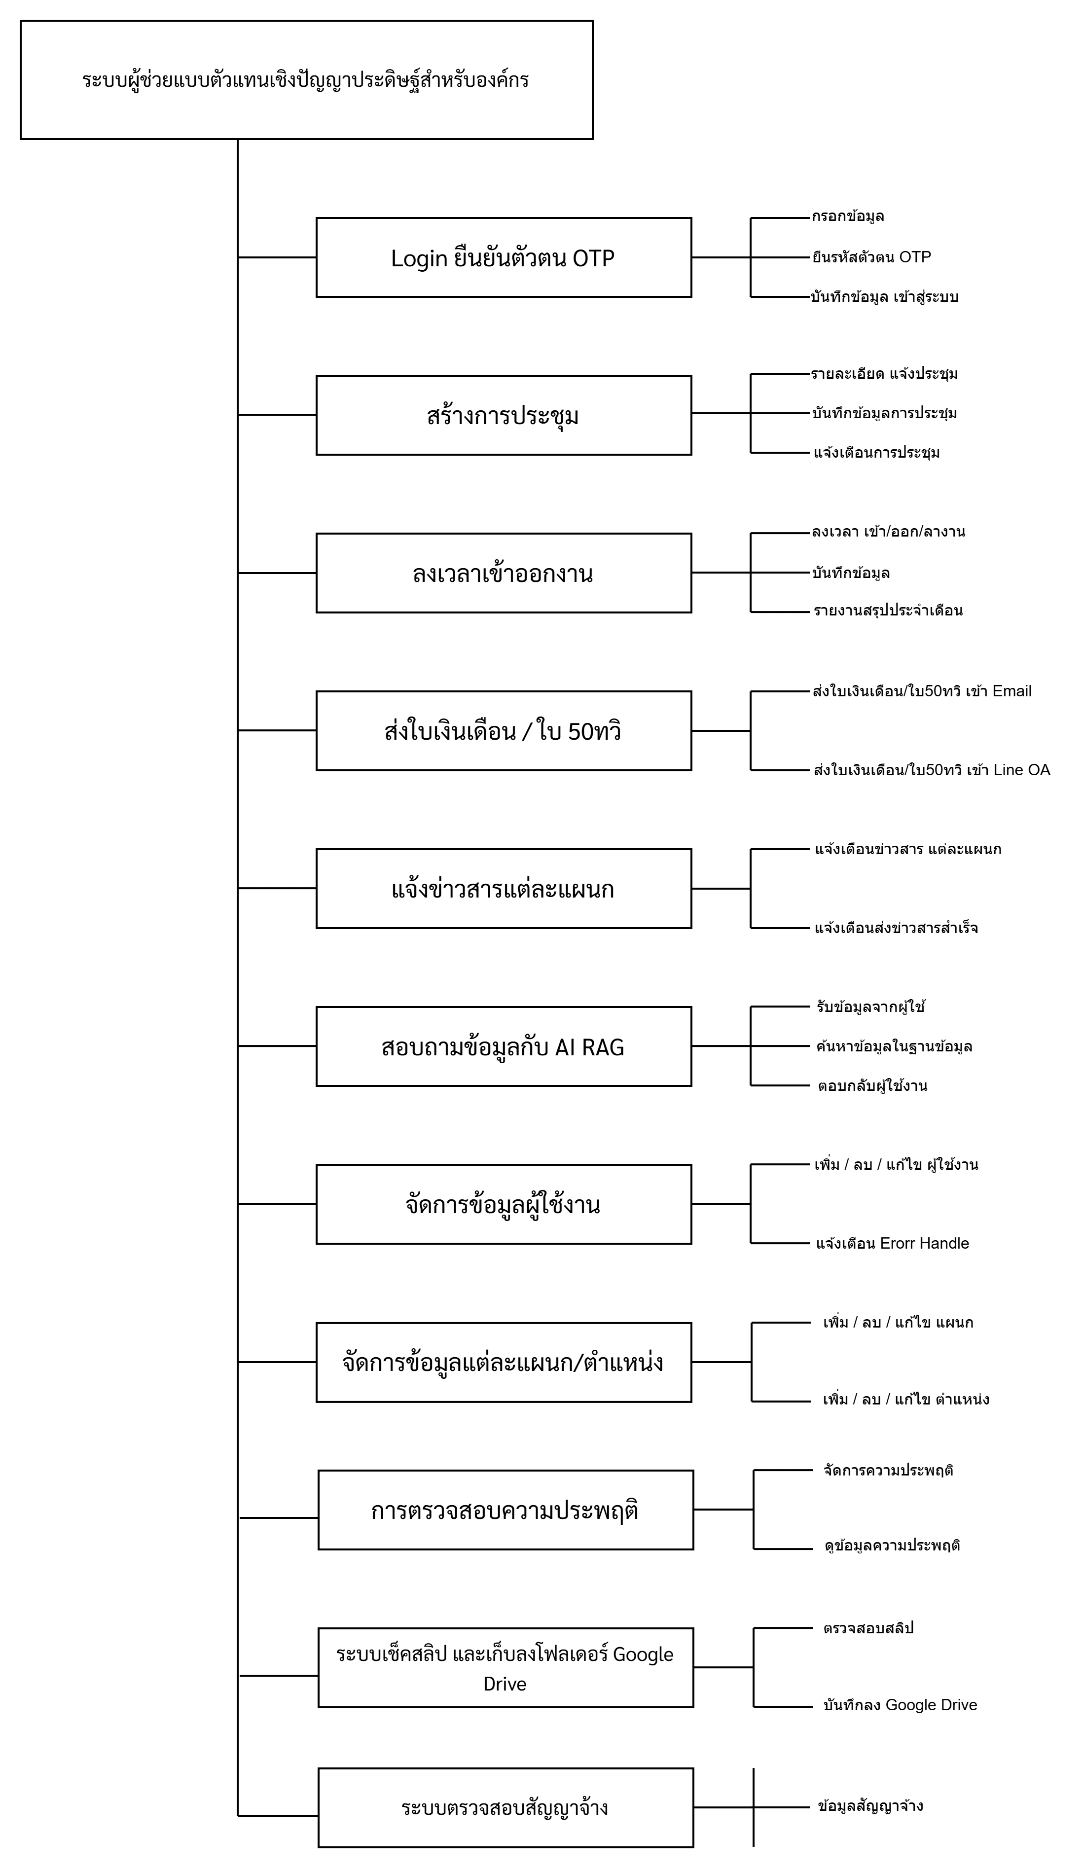 ระบบผู้ช่วยแบบตัวแทนเชิงปัญญาประดิษฐ์สำหรับองค์กร
Login ยืนยันตัวตน OTP
กรอกข้อมูล
ยืนรหัสตัวตน OTP
บันทึกข้อมูล เข้าสู่ระบบ
สร้างการประชุม
รายละเอียด แจ้งประชุม
บันทึกข้อมูลการประชุม
แจ้งเตือนการประชุม
ลงเวลาเข้าออกงาน
ลงเวลา เข้า/ออก/ลางาน
บันทึกข้อมูล
รายงานสรุปประจำเดือน
ส่งใบเงินเดือน / ใบ 50ทวิ
ส่งใบเงินเดือน/ใบ50ทวิ เข้า Email
ส่งใบเงินเดือน/ใบ50ทวิ เข้า Line OA
แจ้งข่าวสารแต่ละแผนก
แจ้งเตือนข่าวสาร แต่ละแผนก
แจ้งเตือนส่งข่าวสารสำเร็จ
สอบถามข้อมูลกับ AI RAG
รับข้อมูลจากผู้ใช้
ค้นหาข้อมูลในฐานข้อมูล
ตอบกลับผู้ใช้งาน
จัดการข้อมูลผู้ใช้งาน
เพิ่ม / ลบ / แก้ไข ผู้ใช้งาน
แจ้งเตือน Erorr Handle
จัดการข้อมูลแต่ละแผนก/ตำแหน่ง
เพิ่ม / ลบ / แก้ไข แผนก
เพิ่ม / ลบ / แก้ไข ตำแหน่ง
การตรวจสอบความประพฤติ
จัดการความประพฤติ
ดูข้อมูลความประพฤติ
ระบบเช็คสลิป และเก็บลงโฟลเดอร์ Google
Drive
ตรวจสอบสลิป
บันทึกลง Google Drive
ระบบตรวจสอบสัญญาจ้าง
ข้อมูลสัญญาจ้าง